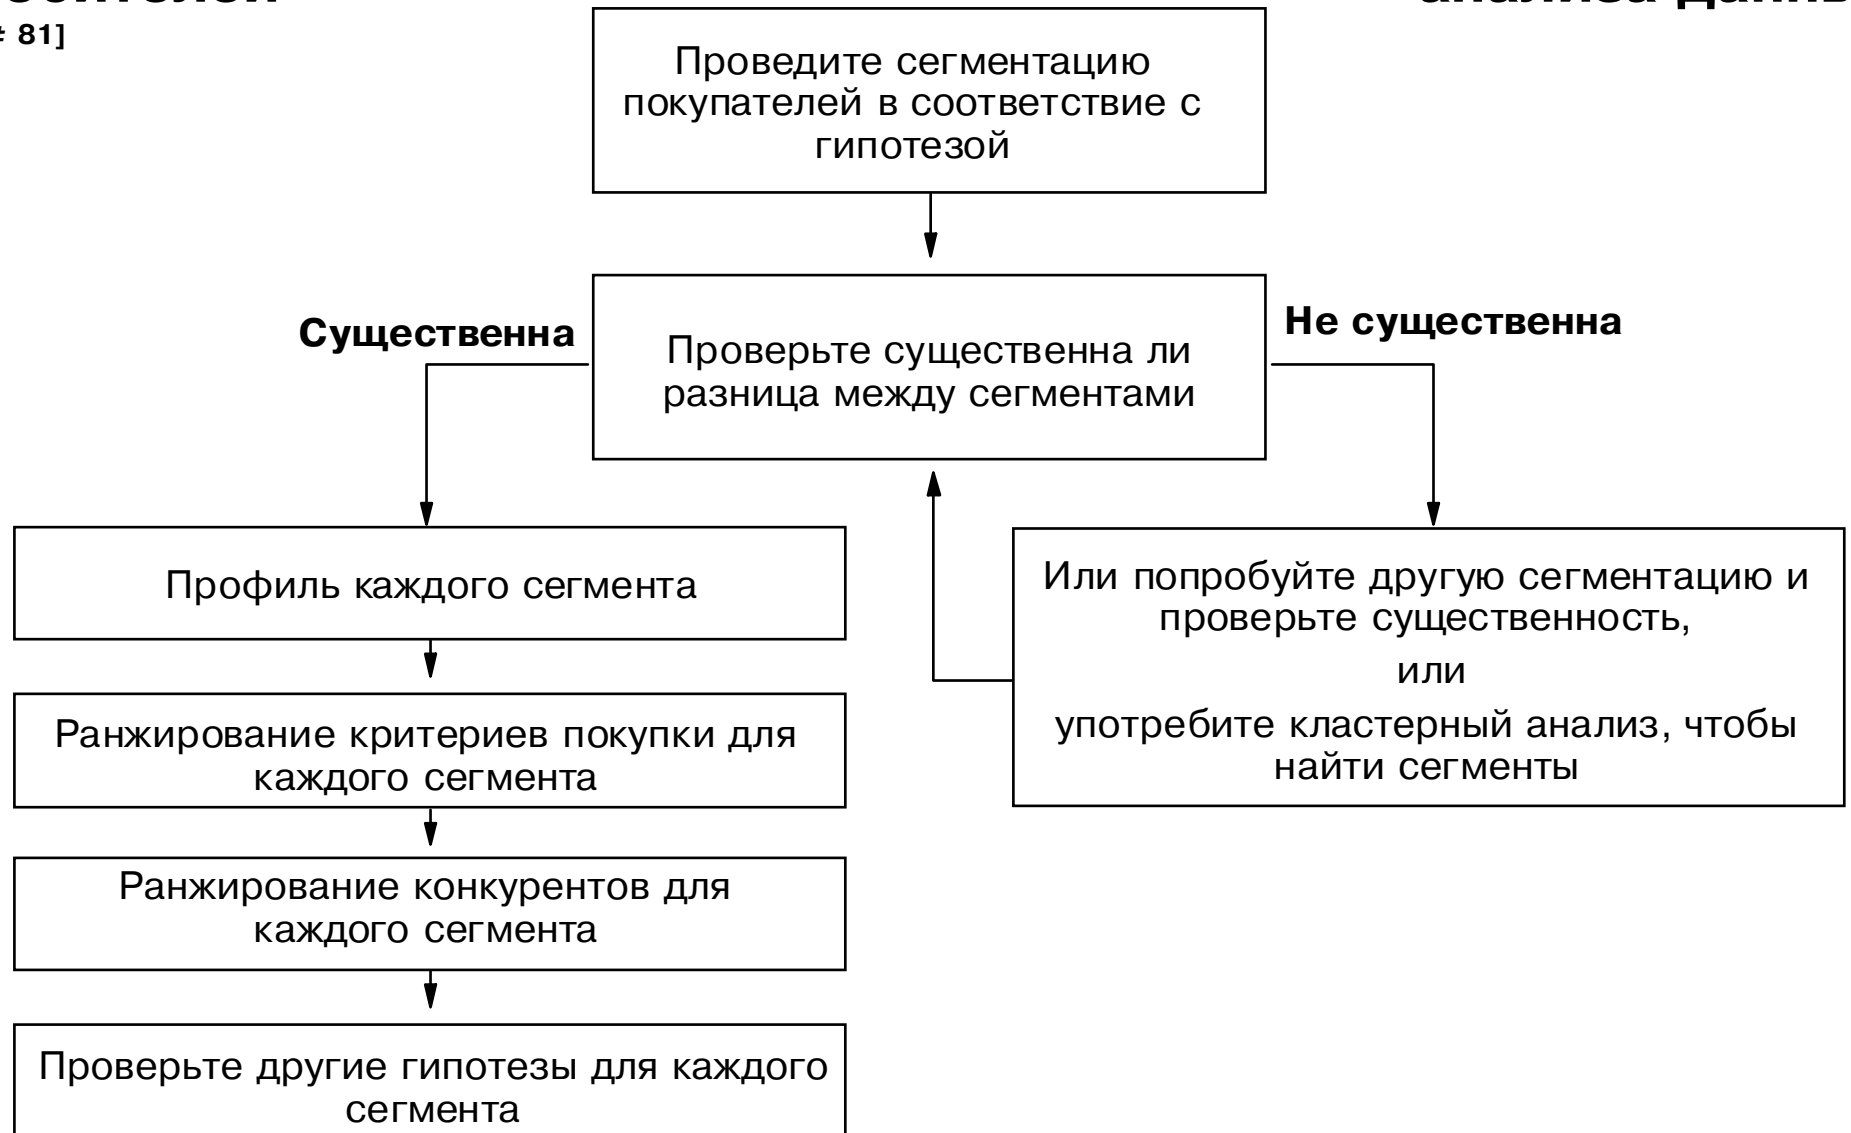 # 81]
Проведите сегментацию
покупателей в соответствие с
гипотезой
Существенна
Не существенна
Проверьте существенна ли
разница между сегментами
Профиль каждого сегмента
Или попробуйте другую сегментацию и
проверьте существенность,
или
употребите кластерный анализ, чтобы
найти сегменты
Ранжирование критериев покупки для
каждого сегмента
Ранжирование конкурентов для
каждого сегмента
Проверьте другие гипотезы для каждого
сегмента